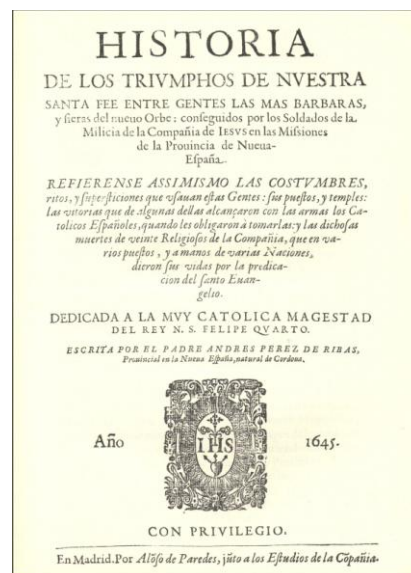 HISTORIA
DE LOS TRIVMPHOS DE NVESTRA
SANTA FEE ENTRE GENTES LAS MAS BARBARAS,
y fieras del nueuo Orbe: conseguidos por los Soldados de la
Milicia de la Compañia de IESVS en las Missiones
de la Prouincia de Nueua-
España.
REFIERENSE ASSIMISMO LAS COSTVMBRES,
ritos, y supersticiones que vsauan estas Gentes: sus puestos, y temples:
las vitorias que de algunas dellas alcançaron con las armas los Ca-
tolicos Españoles, quando les obligaron à tomarlas: y las dichosas
muertes de veinte Religiosos de la Compañia, que en va-
rios puestos, y a manos de varias Naciones,
dieron sus vidas por la predica-
cion del santo Euan-
gelio.
DEDICADA A LA MVY CATOLICA MAGESTAD
DEL REY N. S. FELIPE QVARTO.
ESCRITA POR EL PADRE ANDRES PEREZ DE RIBAS,
Prouincial en la Nueua España, natural de Cordoua.
Año IHS 1645.
CON PRIVILEGIO.
En Madrid. Por Alõso de Paredes, jũto a los Estudios de la Cõpañia.